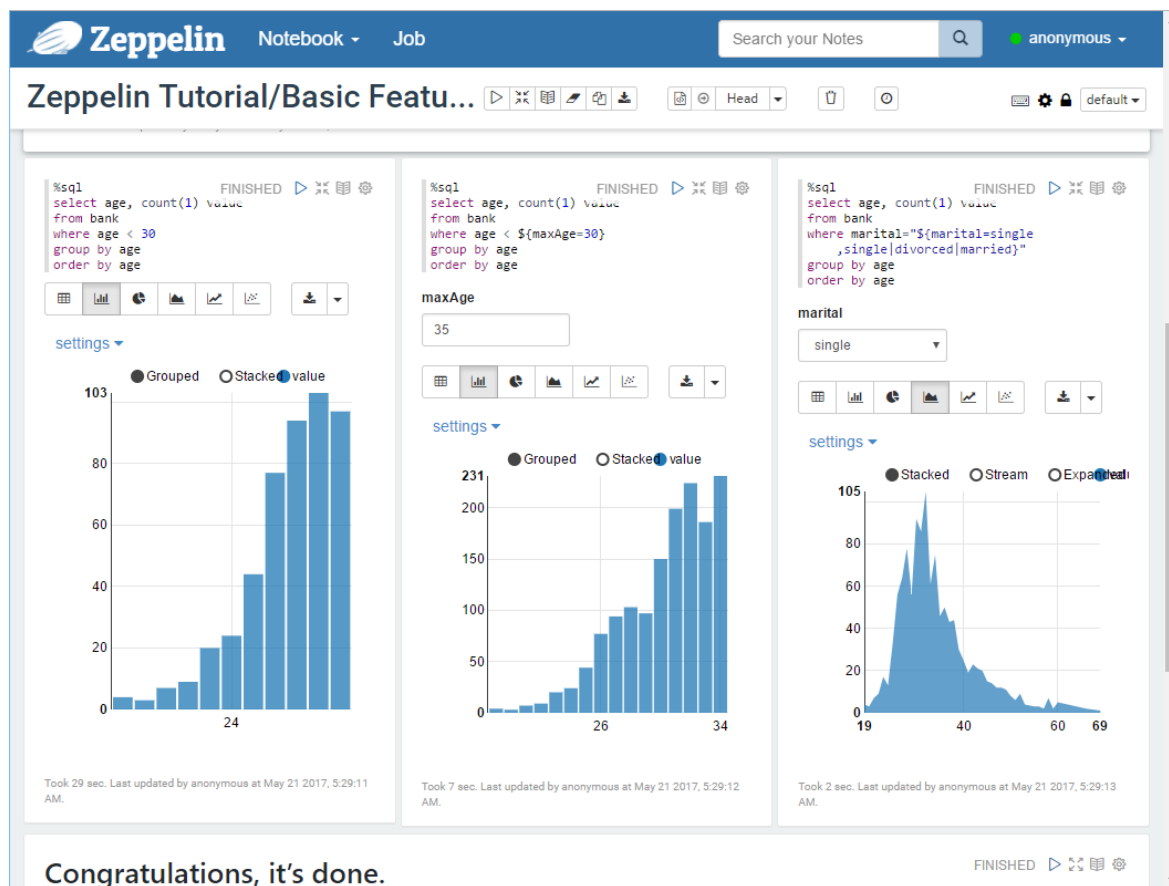 Zeppelin Notebook Job Search your Notes anonymous
Zeppelin Tutorial/Basic Featu... Head default
%sql FINISHED
select age, count(1) value
from bank
where age < 30
group by age
order by age
settings
Grouped Stacked value
103
80
60
40
20
0
24
Took 29 sec. Last updated by anonymous at May 21 2017, 5:29:11
AM.
%sql FINISHED
select age, count(1) value
from bank
where age < ${maxAge=30}
group by age
order by age
maxAge
35
settings
Grouped Stacked value
231
200
150
100
50
0
26 34
Took 7 sec. Last updated by anonymous at May 21 2017, 5:29:12
AM.
%sql FINISHED
select age, count(1) value
from bank
where marital="${marital=single
,single|divorced|married}"
group by age
order by age
marital
single
settings
Stacked Stream Expanded
105
80
60
40
20
0
19 40 60 69
Took 2 sec. Last updated by anonymous at May 21 2017, 5:29:13
AM.
Congratulations, it's done. FINISHED